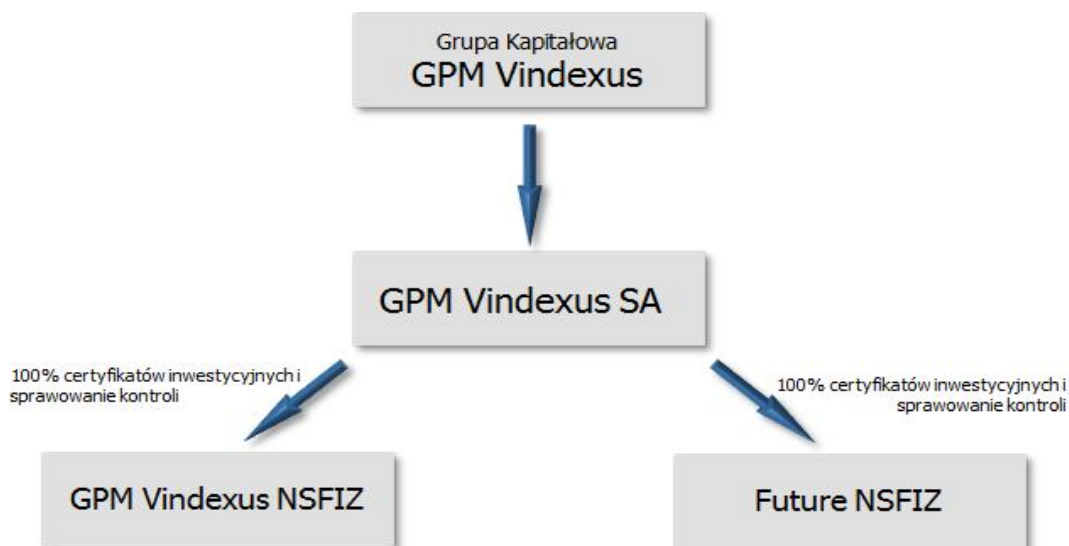 Grupa Kapitałowa
GPM Vindexus
GPM Vindexus SA
100% certyfikatów inwestycyjnych i
sprawowanie kontroli
100% certyfikatów inwestycyjnych i
sprawowanie kontroli
GPM Vindexus NSFIZ
Future NSFIZ